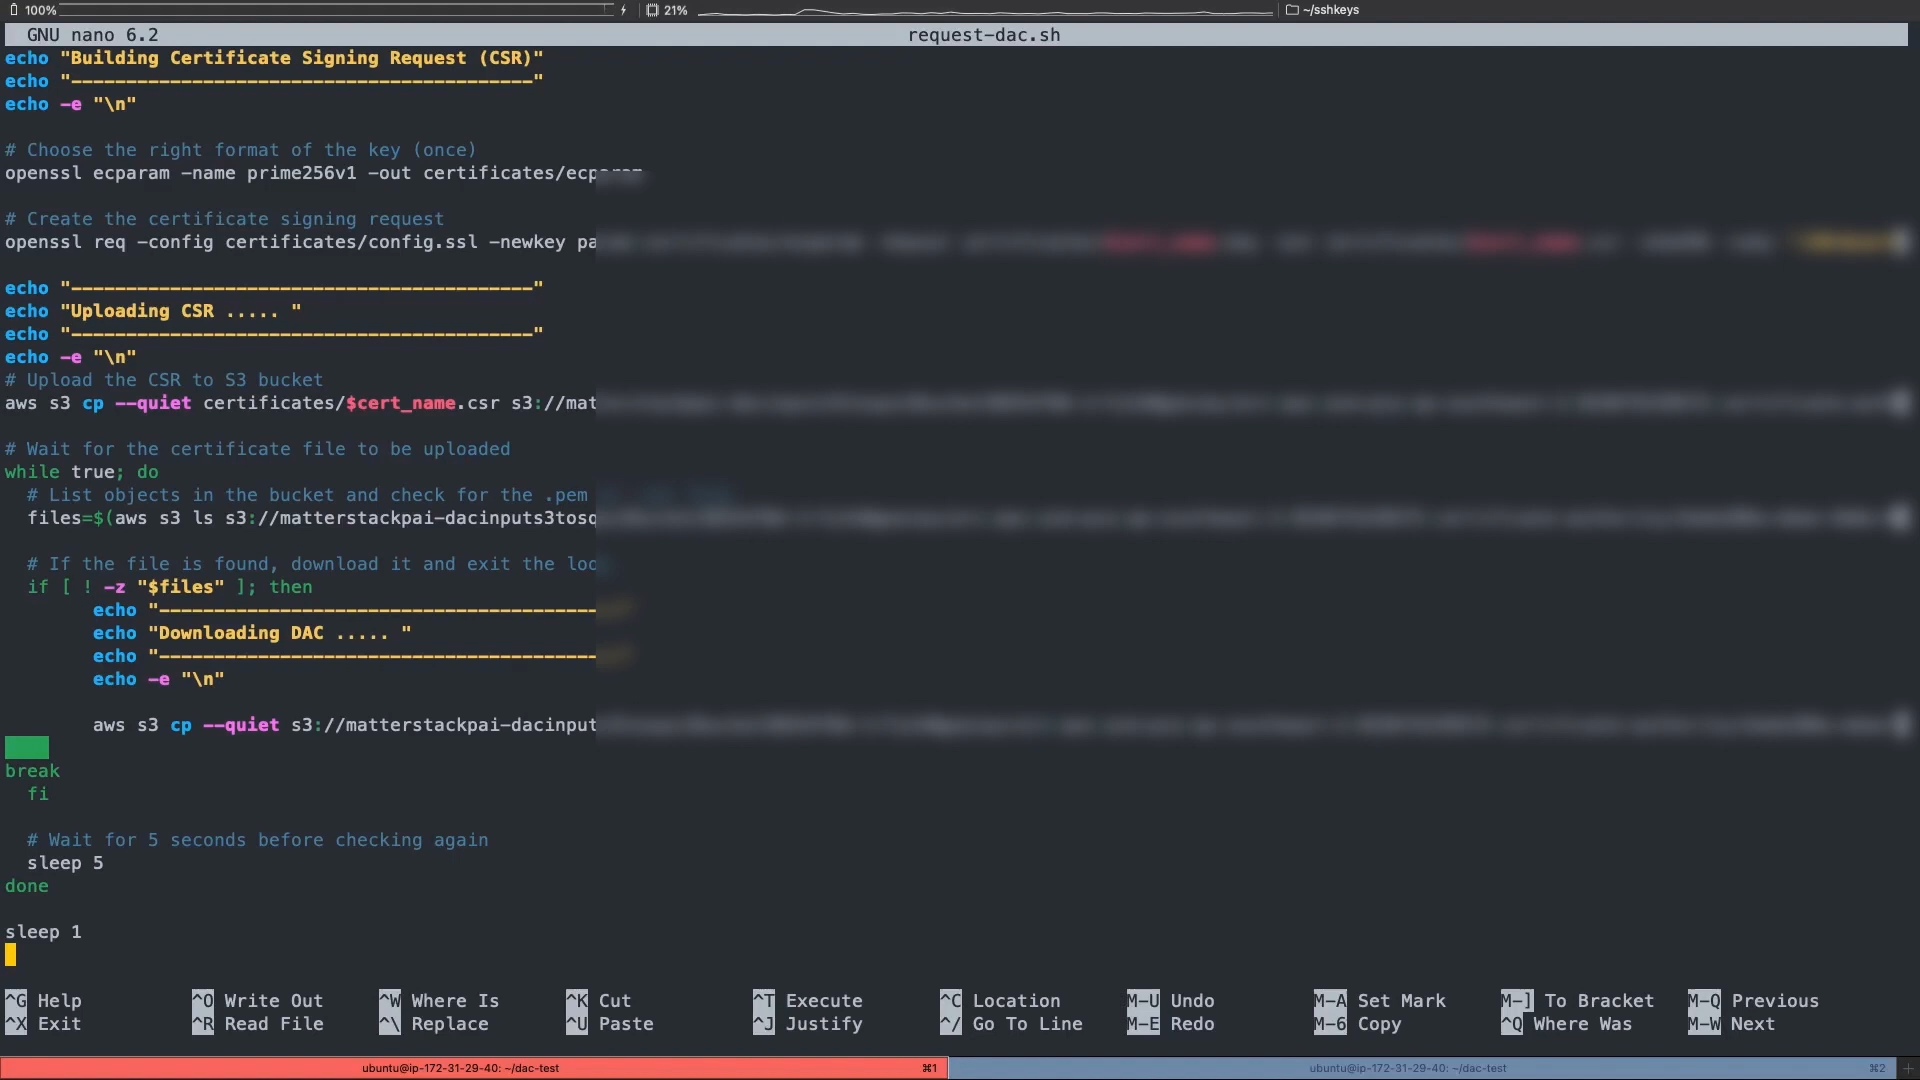 100% 21% ~/sshkeys
GNU nano 6.2 request-dac.sh
echo "Building Certificate Signing Request (CSR)"
echo "------------------------------------------"
echo -e "\n"
# Choose the right format of the key (once)
openssl ecparam -name prime256v1 -out certificates/ecparam
# Create the certificate signing request
openssl req -config certificates/config.ssl -newkey pa
echo "------------------------------------------"
echo "Uploading CSR ..... "
echo "------------------------------------------"
echo -e "\n"
# Upload the CSR to S3 bucket
aws s3 cp --quiet certificates/$cert_name.csr s3://mat
# Wait for the certificate file to be uploaded
while true; do
# List objects in the bucket and check for the .pem
files=$(aws s3 ls s3://matterstackpai-dacinputs3tosq
# If the file is found, download it and exit the loo
if [ ! -z "$files" ]; then
echo "----------------------------------------
echo "Downloading DAC ..... "
echo "----------------------------------------
echo -e "\n"
aws s3 cp --quiet s3://matterstackpai-dacinput
break
fi
# Wait for 5 seconds before checking again
sleep 5
done
sleep 1
^G Help ^O Write Out ^W Where Is ^K Cut ^T Execute ^C Location M-U Undo M-A Set Mark M-] To Bracket M-Q Previous
^X Exit ^R Read File ^\ Replace ^U Paste ^J Justify ^/ Go To Line M-E Redo M-6 Copy ^Q Where Was M-W Next
ubuntu@ip-172-31-29-40: ~/dac-test ⌘1 ubuntu@ip-172-31-29-40: ~/dac-test ⌘2